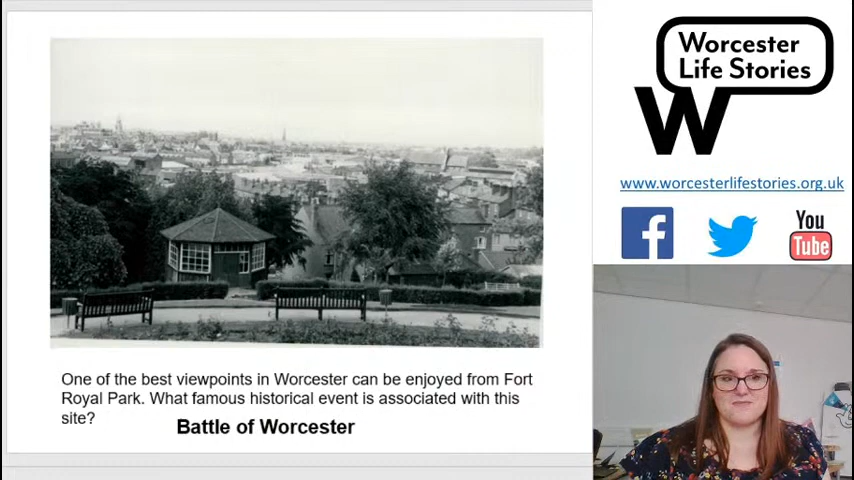 Worcester
Life Stories
W
www.worcesterlifestories.org.uk
f
You
Tube
One of the best viewpoints in Worcester can be enjoyed from Fort
Royal Park. What famous historical event is associated with this
site?
Battle of Worcester